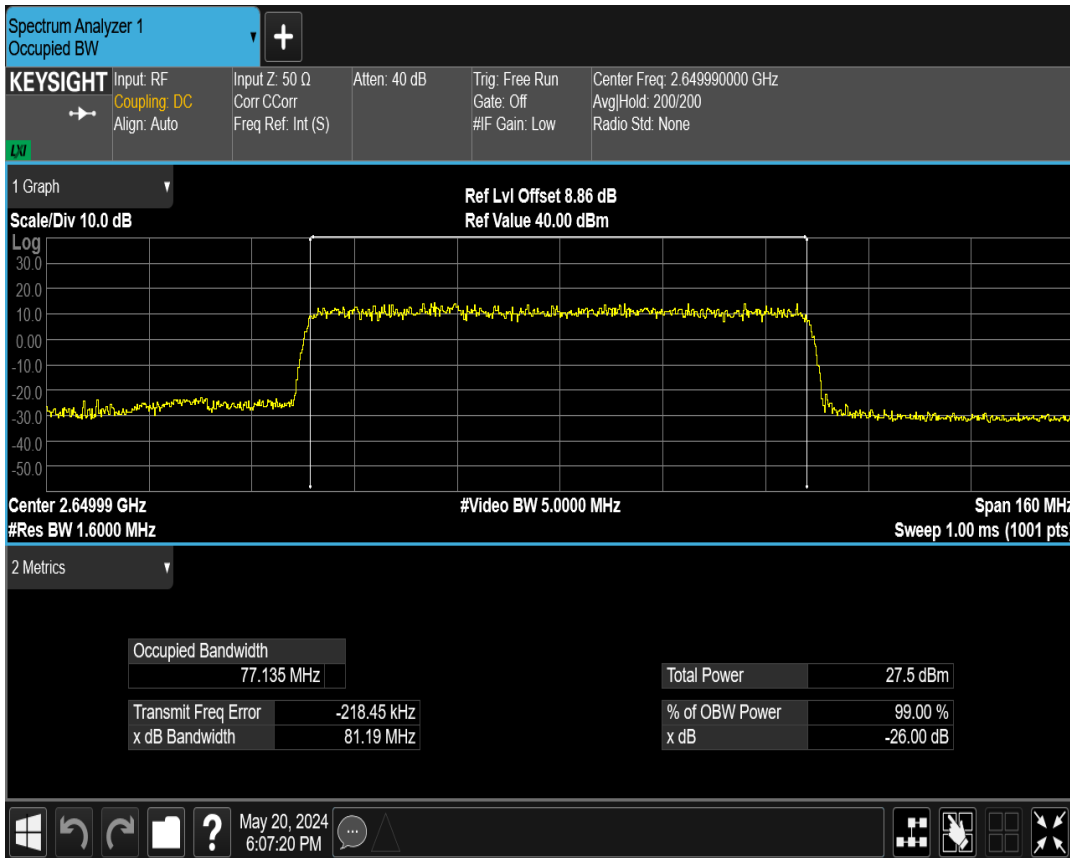 Spectrum Analyzer 1
Occupied BW
KEYSIGHT
LXI
Input: RF
Coupling: DC
Align: Auto
Input Z: 50 Ω
Corr CCorr
Freq Ref: Int (S)
Atten: 40 dB
Trig: Free Run
Gate: Off
#IF Gain: Low
Center Freq: 2.649990000 GHz
Avg|Hold: 200/200
Radio Std: None
1 Graph
Scale/Div 10.0 dB
Ref Lvl Offset 8.86 dB
Ref Value 40.00 dBm
Log
30.0
20.0
10.0
0.00
-10.0
-20.0
-30.0
-40.0
-50.0
Center 2.64999 GHz
#Res BW 1.6000 MHz
#Video BW 5.0000 MHz
Span 160 MHz
Sweep 1.00 ms (1001 pts)
2 Metrics
Occupied Bandwidth
77.135 MHz
Transmit Freq Error -218.45 kHz
x dB Bandwidth 81.19 MHz
Total Power 27.5 dBm
% of OBW Power 99.00 %
x dB -26.00 dB
?
May 20, 2024
6:07:20 PM